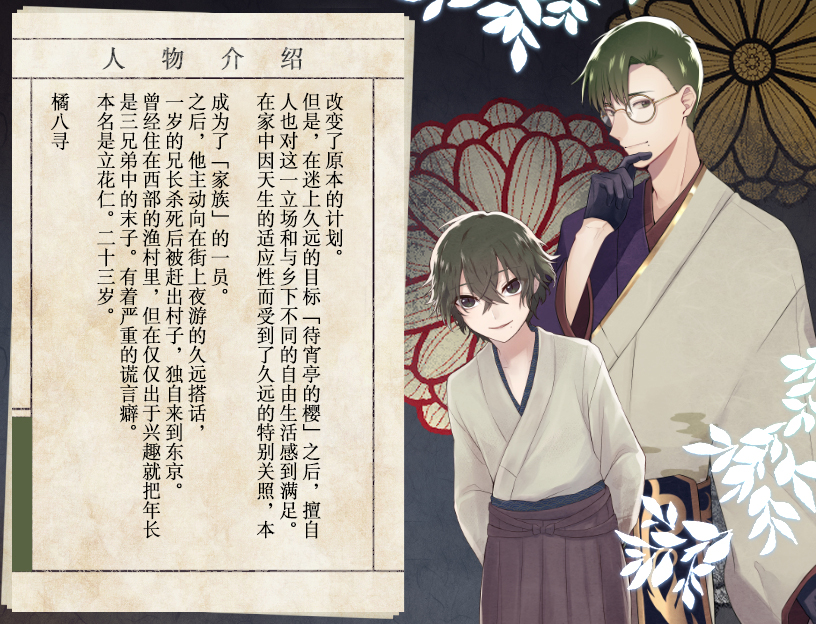 人物介绍
橘八寻
本名是立花仁。二十三岁。
是三兄弟中的末子。有着严重的谎言癖。
曾经住在西部的渔村里，但在仅仅出于兴趣就把年长
一岁的兄长杀死后被赶出村子，独自来到东京。
之后，他主动向在街上夜游的久远搭话，
成为了「家族」的一员。
在家中因天生的适应性而受到了久远的特别关照，本
人也对这一立场和与乡下不同的自由生活感到满足。
但是，在迷上久远的目标「待宵亭的樱」之后，擅自
改变了原本的计划。